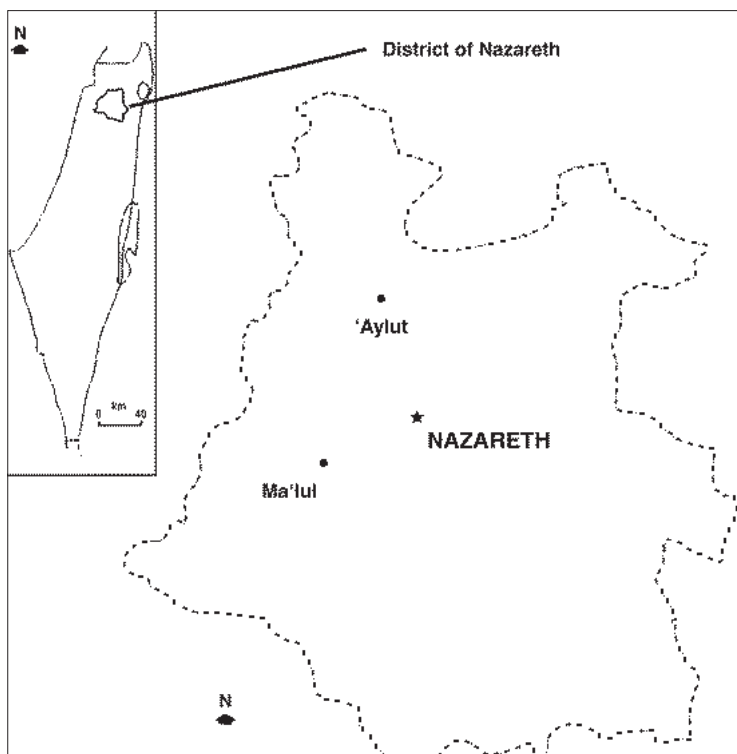 N
District of Nazareth
‘Aylut
km
0 40
NAZARETH
Ma‘lul
N